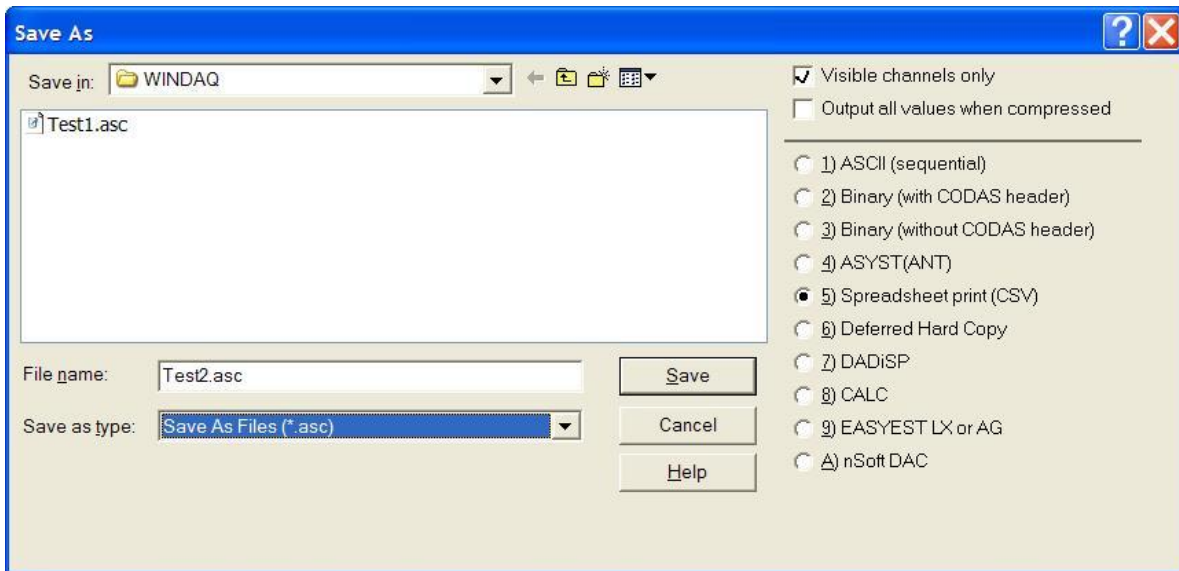 Save As
Save in: WINDAQ
Test1.asc
File name: Test2.asc
Save as type: Save As Files (*.asc)
Save
Cancel
Help
Visible channels only
Output all values when compressed
1) ASCII (sequential)
2) Binary (with CODAS header)
3) Binary (without CODAS header)
4) ASYST(ANT)
5) Spreadsheet print (CSV)
6) Deferred Hard Copy
7) DADiSP
8) CALC
9) EASYEST LX or AG
A) nSoft DAC